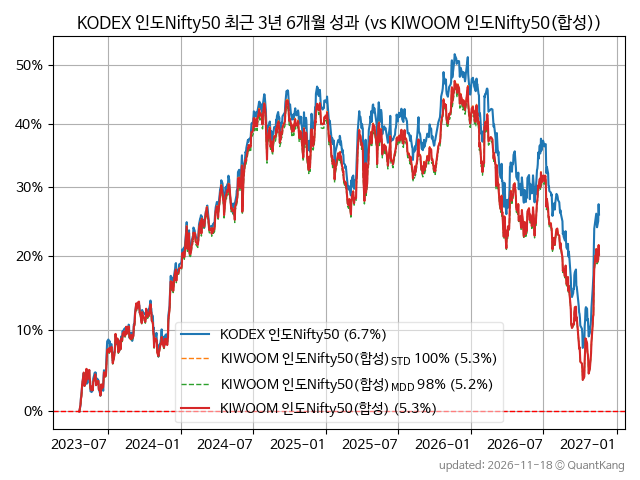 KODEX 인도Nifty50 최근 3년 6개월 성과 (vs KIWOOM 인도Nifty50(합성))
50%
40%
30%
20%
10%
0%
KODEX 인도Nifty50 (6.7%)
KIWOOM 인도Nifty50(합성) STD 100% (5.3%)
KIWOOM 인도Nifty50(합성) MDD 98% (5.2%)
KIWOOM 인도Nifty50(합성) (5.3%)
2023-07 2024-01 2024-07 2025-01 2025-07 2026-01 2026-07 2027-01
updated: 2026-11-18 © QuantKang